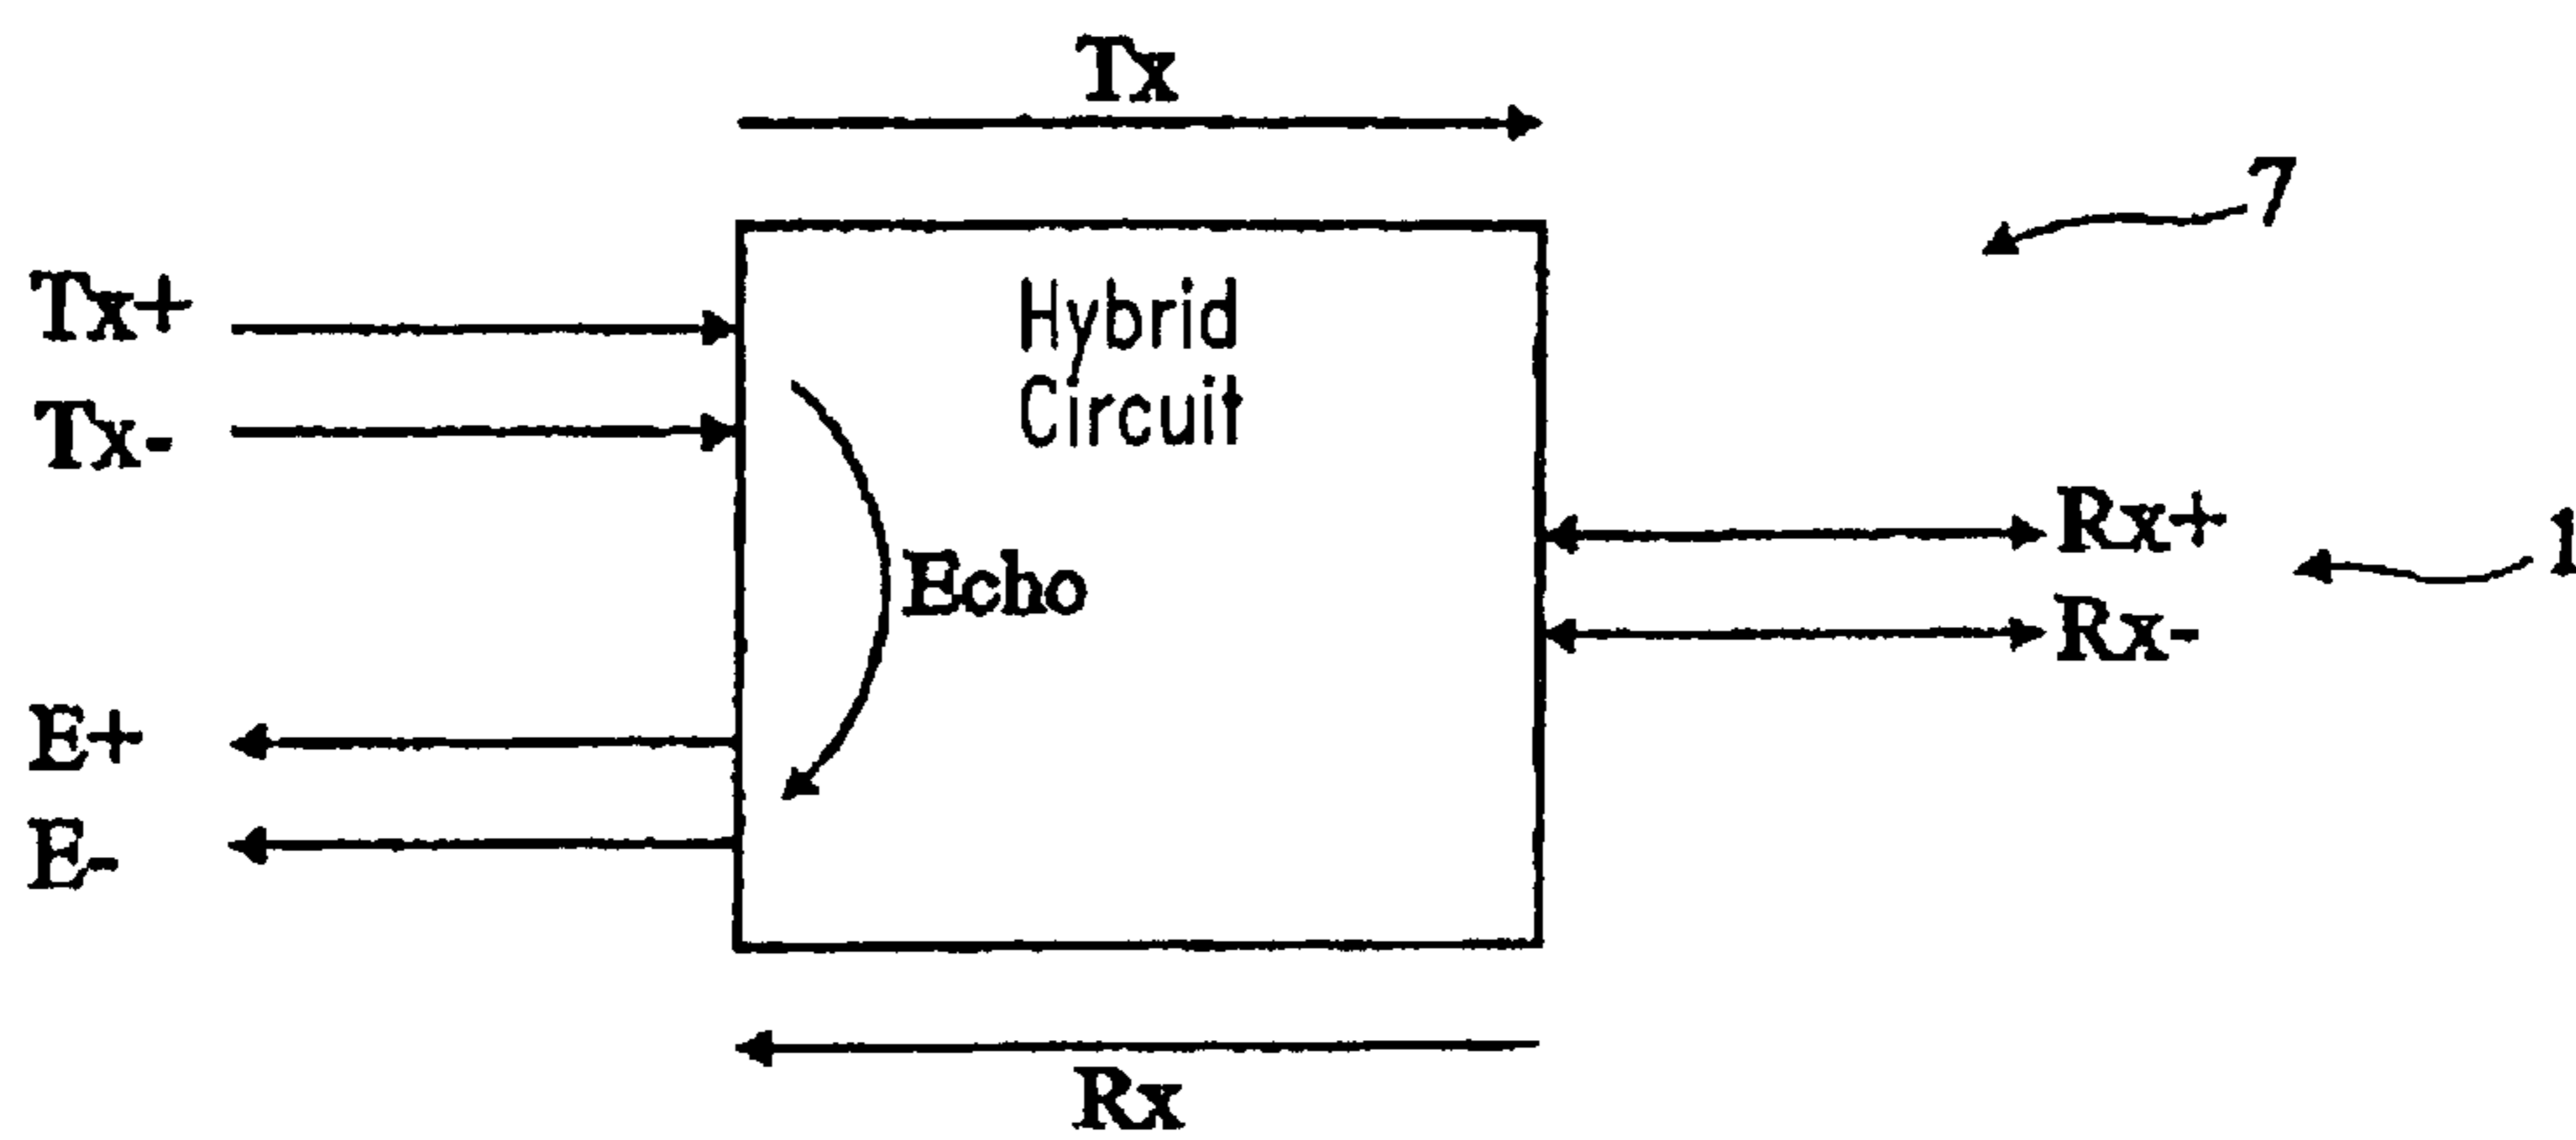 Tx
7
Tx+
Hybrid
Circuit
Tx-
Rx+
1
Echo
Rx-
E+
E-
Rx